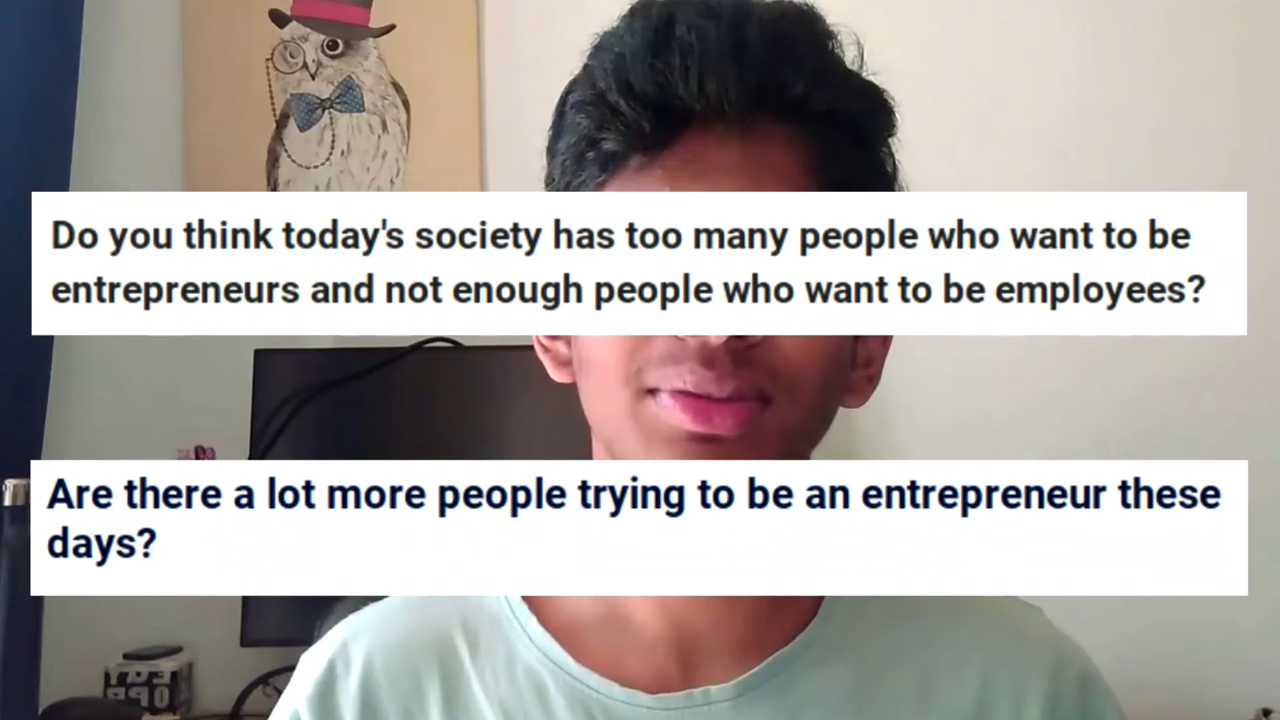 Do you think today's society has too many people who want to be
entrepreneurs and not enough people who want to be employees?
Are there a lot more people trying to be an entrepreneur these
days?